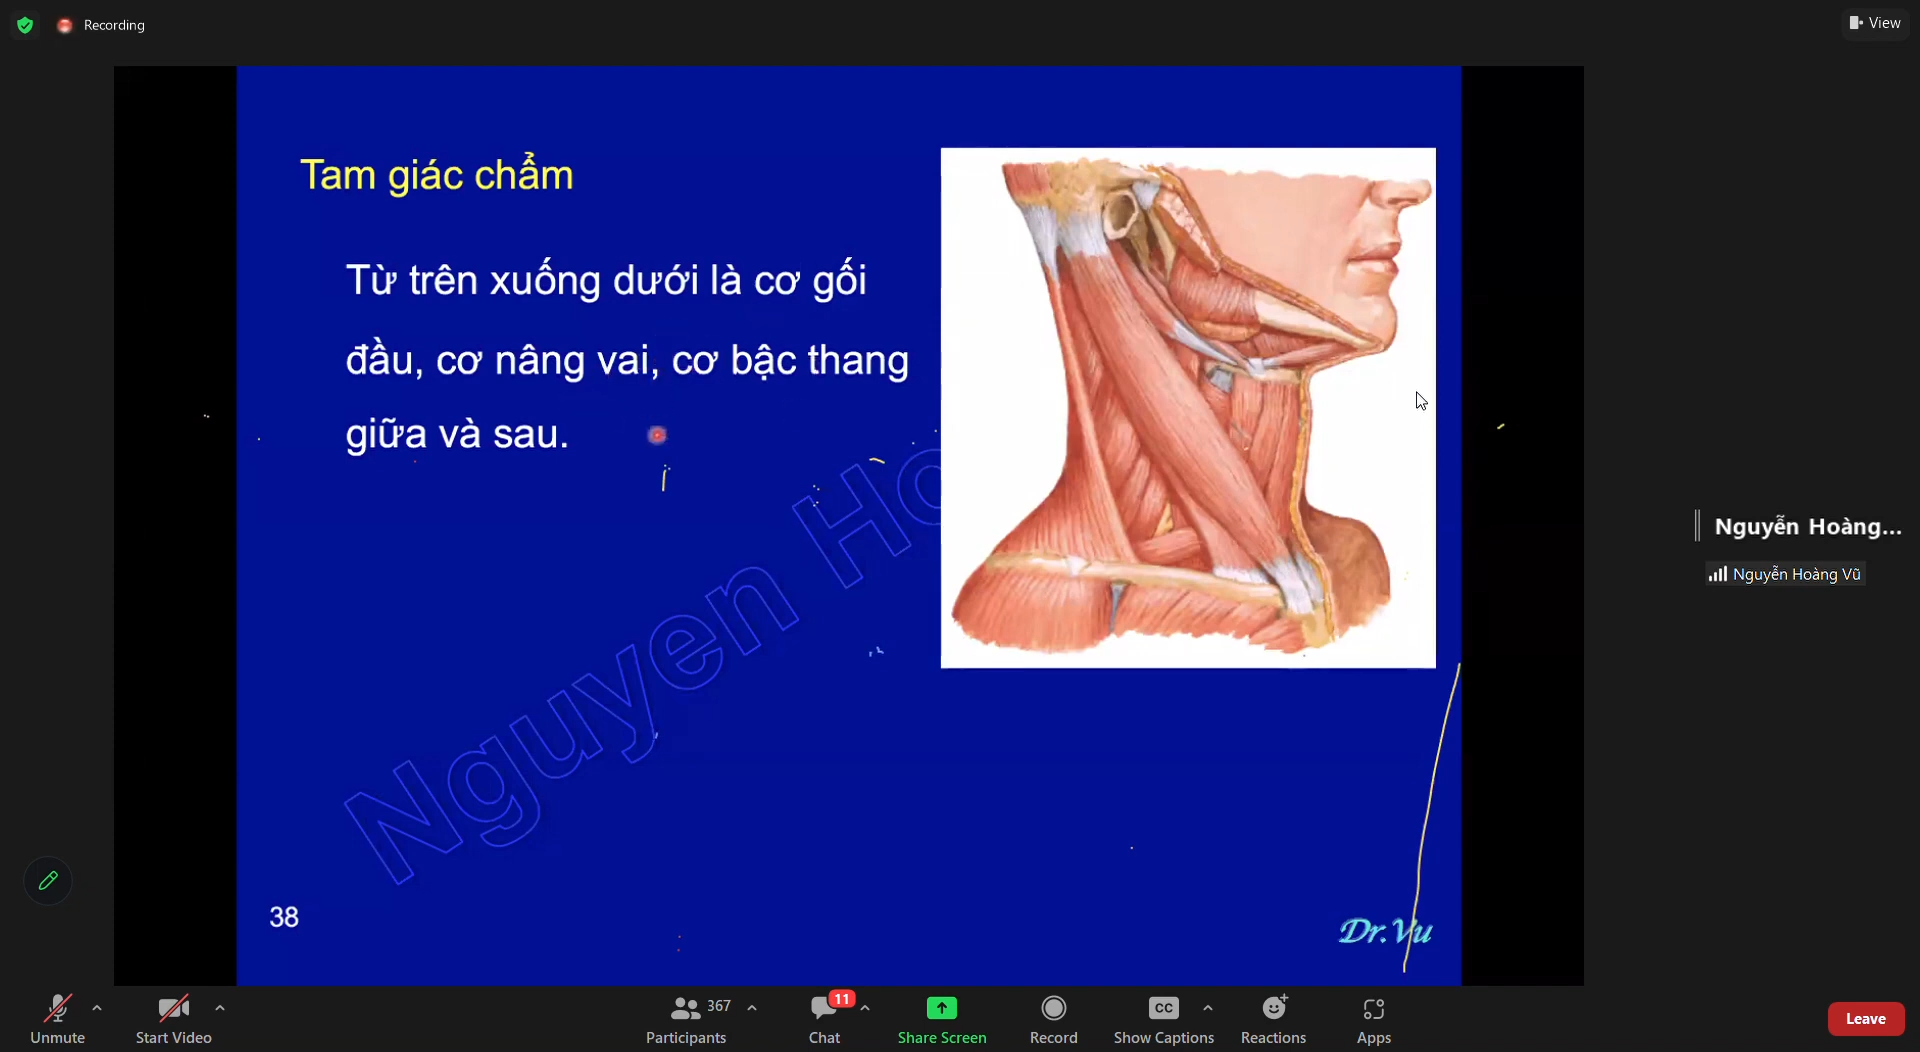 Recording
View
Tam giác chẩm
Từ trên xuống dưới là cơ gối
đầu, cơ nâng vai, cơ bậc thang
giữa và sau.
Nguyen Ho
Nguyễn Hoàng...
Nguyễn Hoàng Vũ
38
Dr.Vu
Unmute
Start Video
367
Participants
11
Chat
Share Screen
Record
CC
Show Captions
Reactions
Apps
Leave